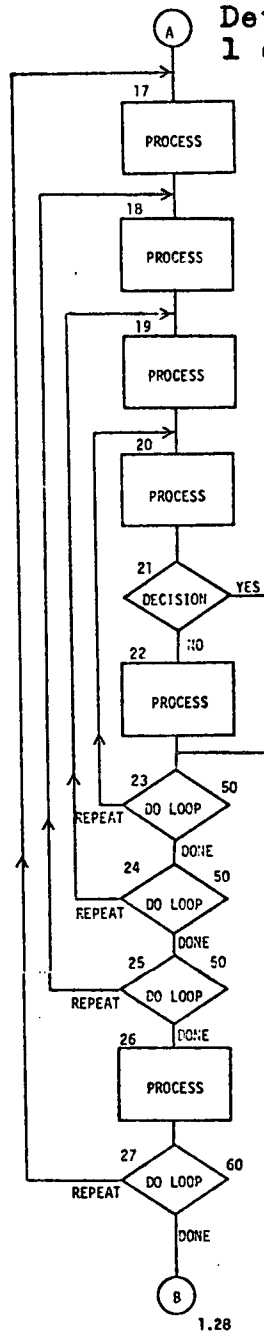 A
17
PROCESS
18
PROCESS
19
PROCESS
20
PROCESS
21
DECISION YES
NO
22
PROCESS
23 50
DO LOOP
REPEAT
DONE
24 50
DO LOOP
REPEAT
DONE
25 50
DO LOOP
REPEAT
DONE
26
PROCESS
27 60
DO LOOP
REPEAT
DONE
B
1.28